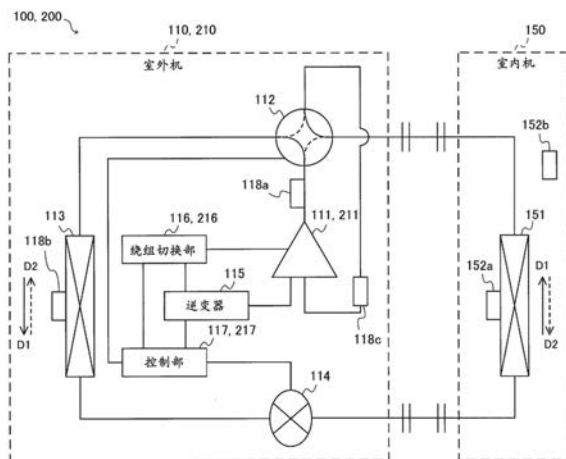 100, 200
110, 210
150
室外机
室内机
112
152b
118a
113
116, 216
111, 211
151
118b
绕组切换部
115
D2
D1
152a
逆变器
118c
D1
117, 217
D2
控制部
114